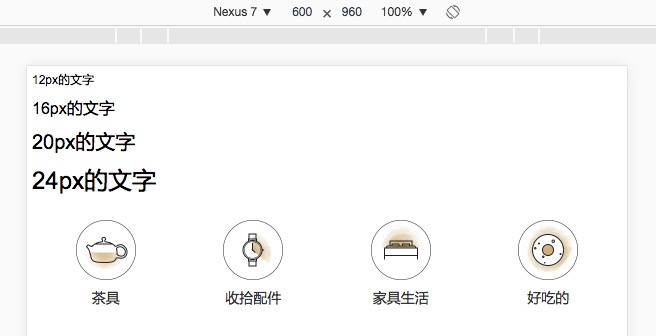 Nexus 7 ▼ 600 × 960 100% ▼
12px的文字
16px的文字
20px的文字
24px的文字
茶具 收拾配件 家具生活 好吃的